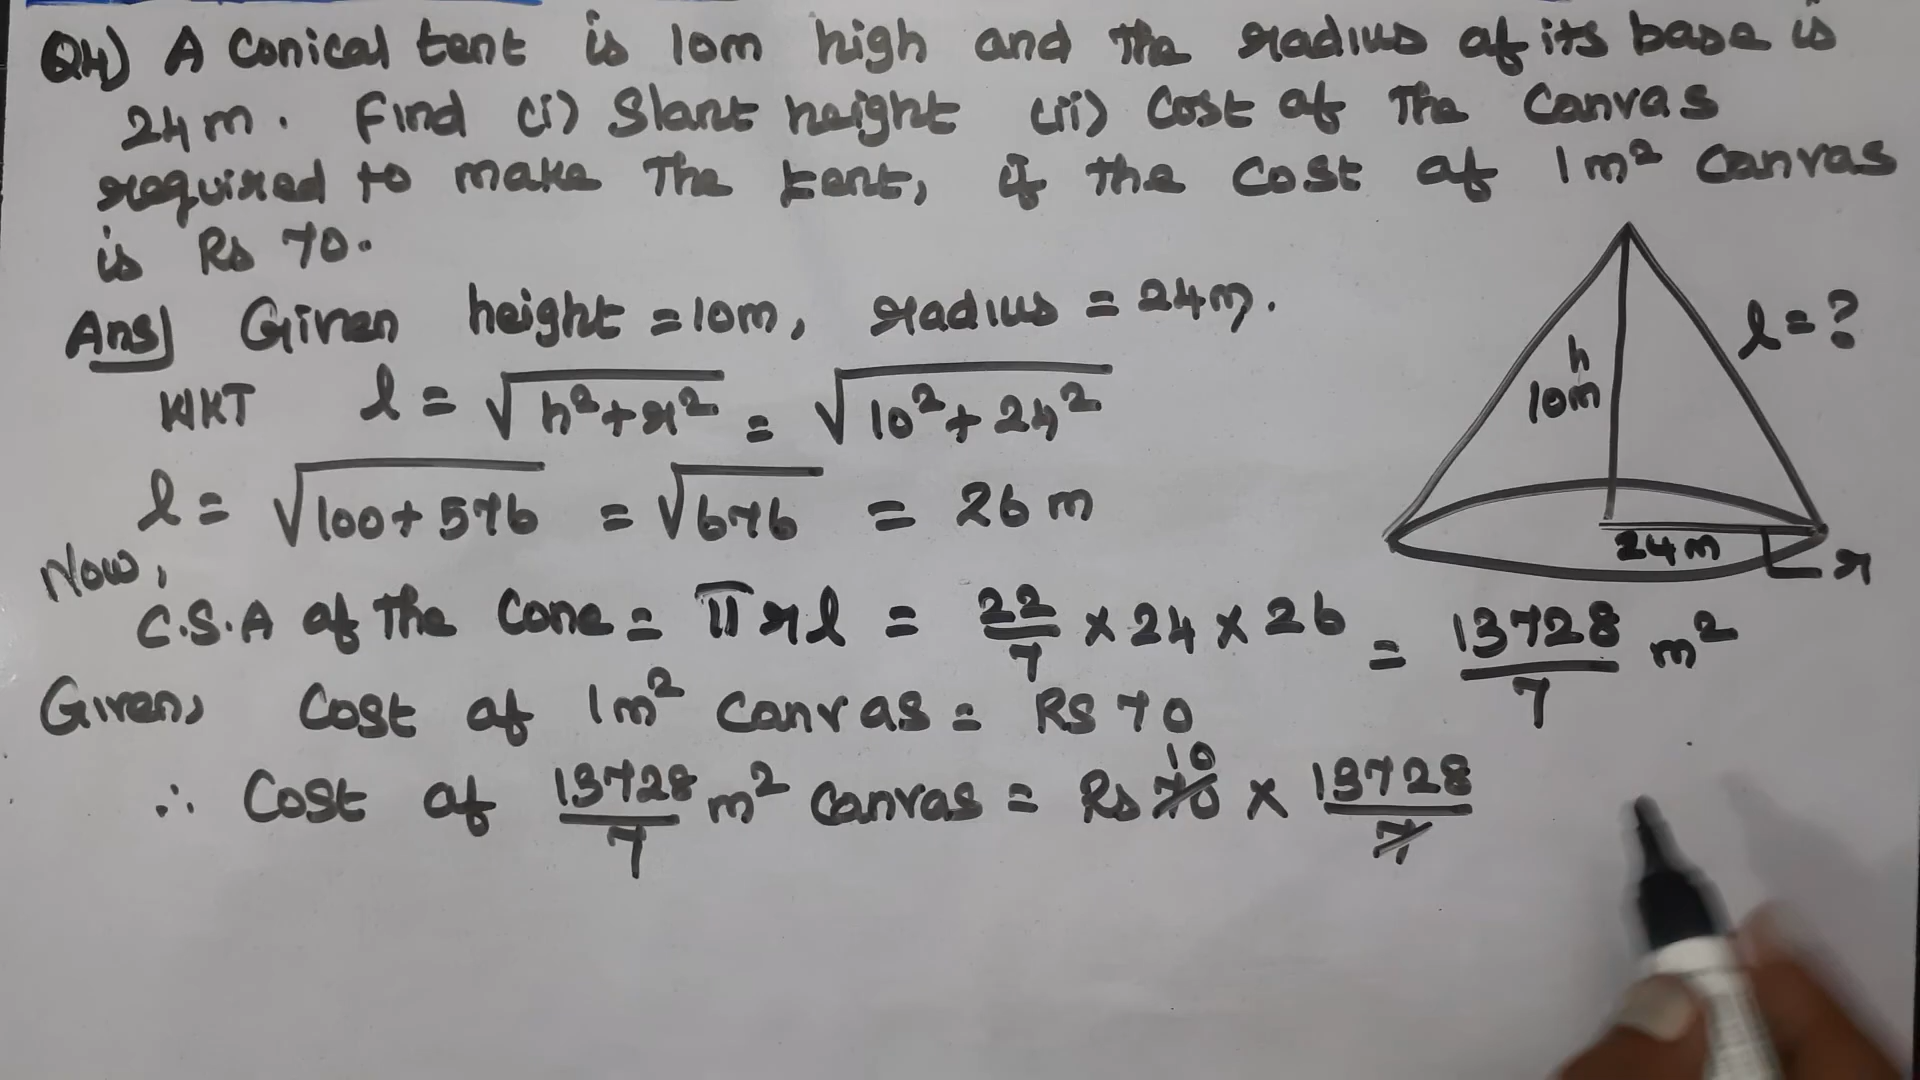 Q4) A Conical tent is 10m high and the radius of its base is
24m. Find (i) Slant height (ii) Cost of the Canvas
required to make the tent, if the cost of 1m² Canvas
is Rs 70.
Ans) Given height = 10m, radius = 24m.
WKT l = √h²+r² = √10²+24²
l = √100+576 = √676 = 26 m
Now,
C.S.A of the Cone = πrl = 22/7 × 24 × 26 = 13728/7 m²
Given, Cost of 1m² Canvas = RS 70
∴ Cost of 13728/7 m² Canvas = Rs 70 10 × 13728/7
h
10m
l = ?
24m
r